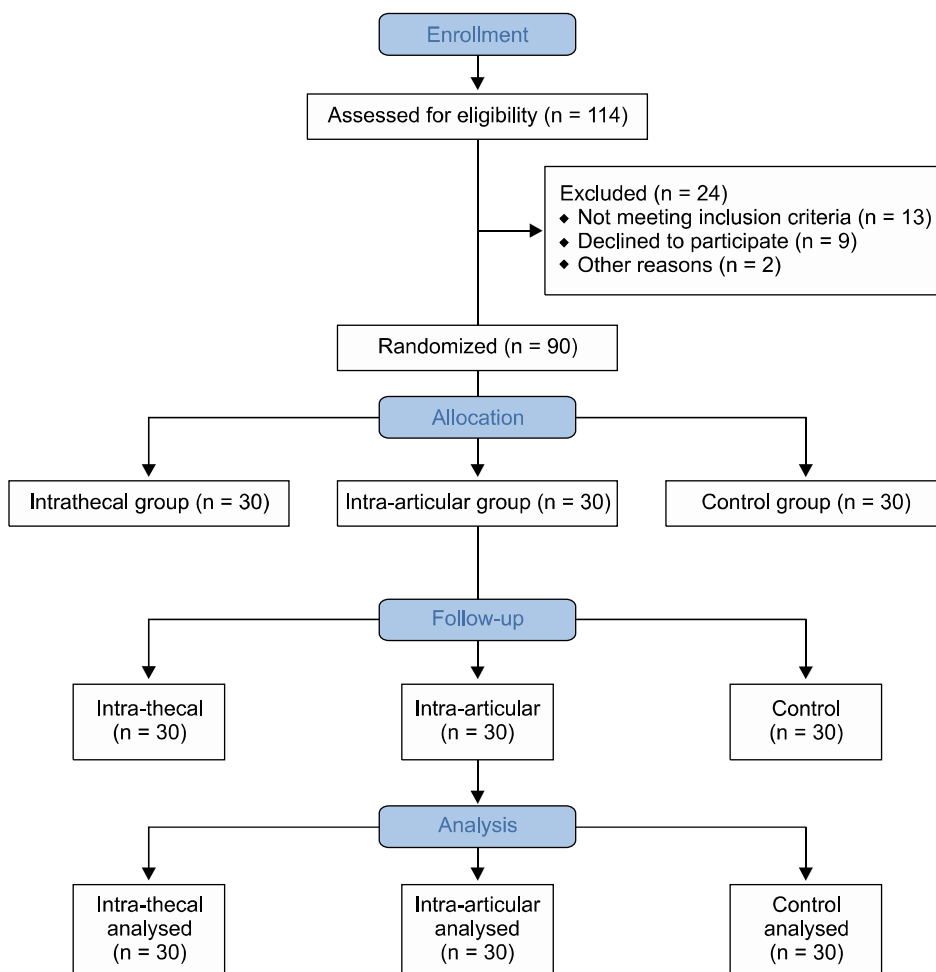 Enrollment
Assessed for eligibility (n = 114)
Excluded (n = 24)
◆ Not meeting inclusion criteria (n = 13)
◆ Declined to participate (n = 9)
◆ Other reasons (n = 2)
Randomized (n = 90)
Allocation
Intrathecal group (n = 30)
Intra-articular group (n = 30)
Control group (n = 30)
Follow-up
Intra-thecal
(n = 30)
Intra-articular
(n = 30)
Control
(n = 30)
Analysis
Intra-thecal
analysed
(n = 30)
Intra-articular
analysed
(n = 30)
Control
analysed
(n = 30)